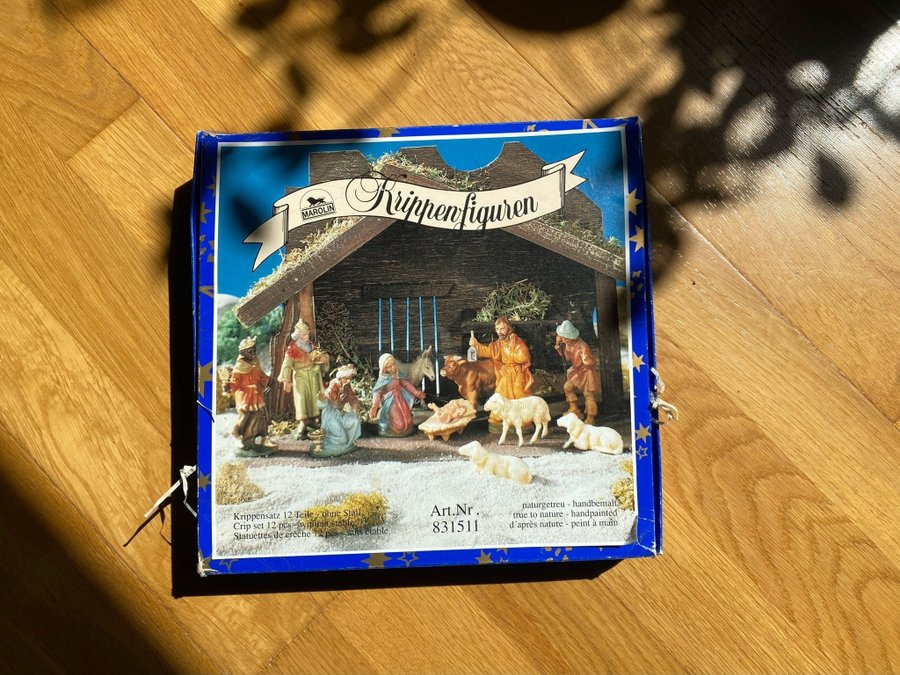 MAROLIN
Krippenfiguren
Krippensatz 12 Teile - ohne Stall
Crip set 12 pcs - without stable
Statuettes de crèche 12 pcs - sans étable
Art.Nr.
831511
naturgetreu - handbemalt
true to nature - handpainted
d'après nature - peint à main